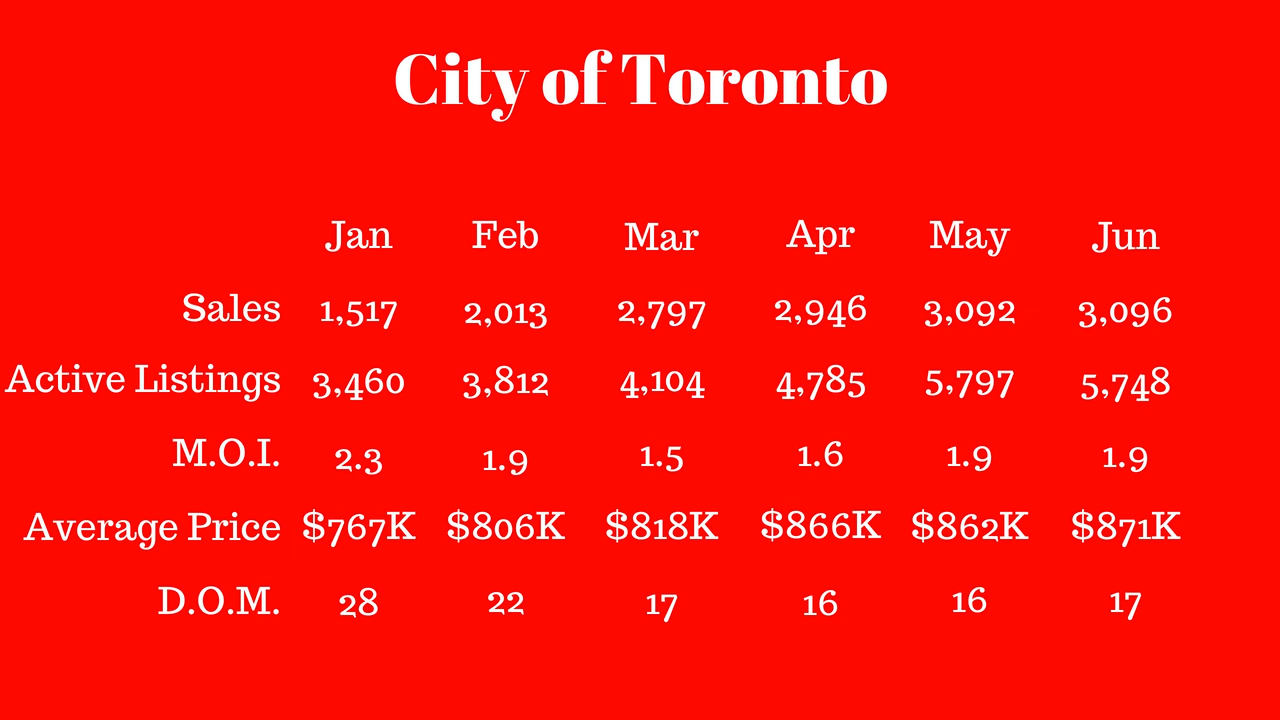 City of Toronto
Jan Feb Mar Apr May Jun
Sales 1,517 2,013 2,797 2,946 3,092 3,096
Active Listings 3,460 3,812 4,104 4,785 5,797 5,748
M.O.I. 2.3 1.9 1.5 1.6 1.9 1.9
Average Price $767K $806K $818K $866K $862K $871K
D.O.M. 28 22 17 16 16 17